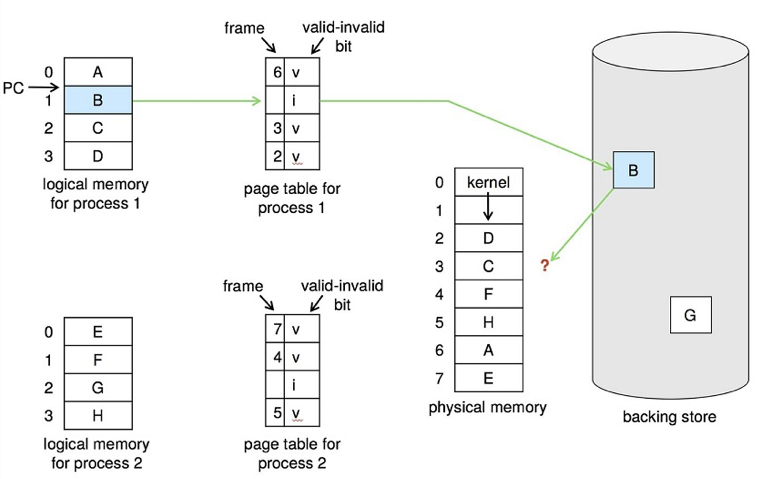 frame
valid-invalid
bit
0 A
PC
1 B
2 C
3 D
logical memory
for process 1
6 v
i
3 v
2 v
page table for
process 1
0 kernel
1
2 D
3 C
4 F
5 H
6 A
7 E
physical memory
?
B
G
backing store
frame
valid-invalid
bit
0 E
1 F
2 G
3 H
logical memory
for process 2
7 v
4 v
i
5 v
page table for
process 2